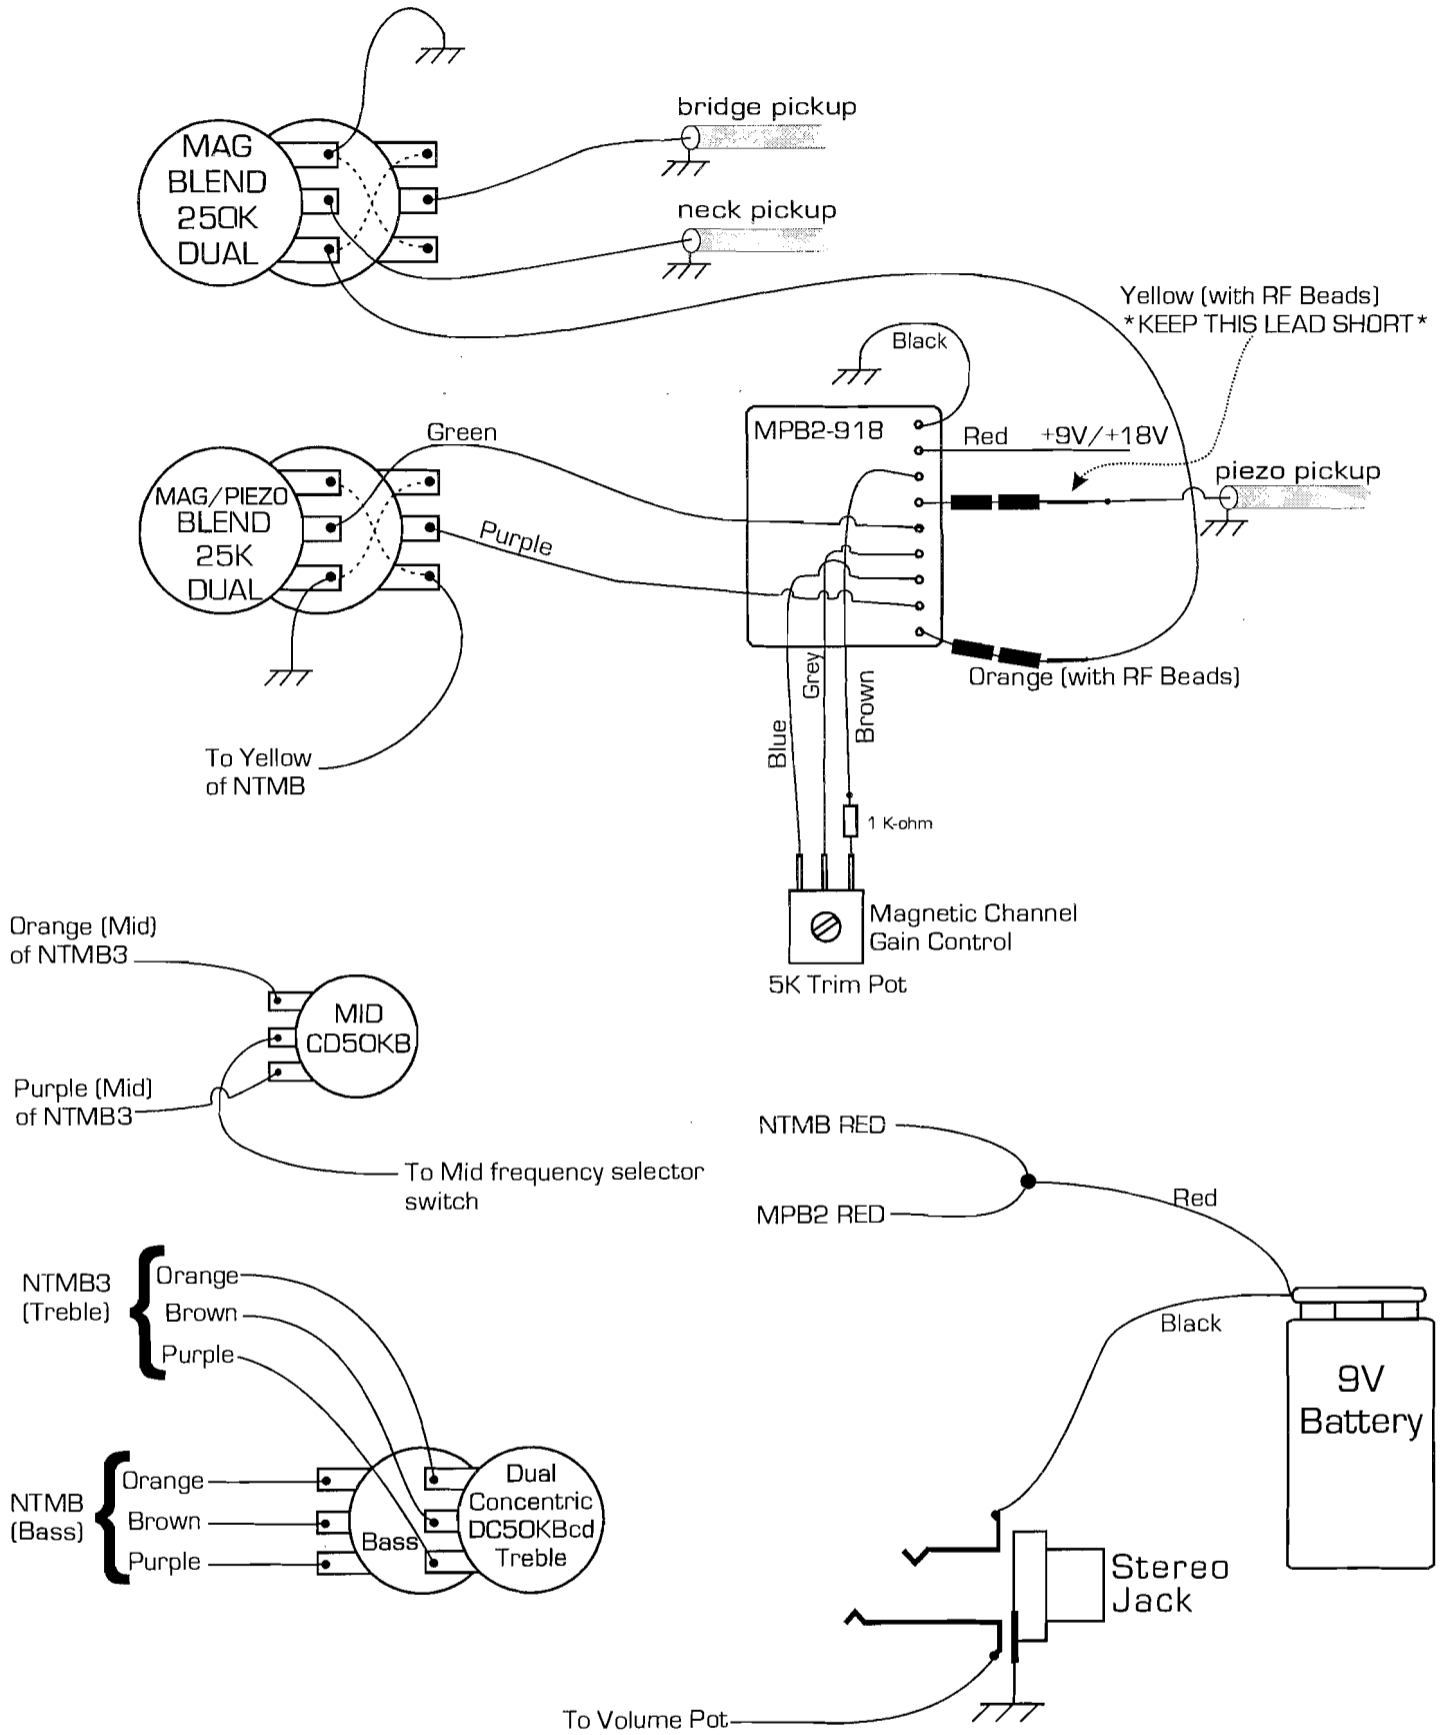 bridge pickup
MAG
BLEND
250K
DUAL
neck pickup
Yellow (with RF Beads)
*KEEP THIS LEAD SHORT*
Black
MPB2-918
Red
+9V/+18V
Green
piezo pickup
MAG/PIEZO
BLEND
25K
DUAL
Purple
Orange (with RF Beads)
Grey
Brown
Blue
To Yellow
of NTMB
1 K-ohm
Magnetic Channel
Gain Control
5K Trim Pot
Orange (Mid)
of NTMB3
MID
CD50KB
Purple (Mid)
of NTMB3
To Mid frequency selector
switch
NTMB RED
MPB2 RED
Red
Black
9V
Battery
NTMB3
(Treble)
Orange
Brown
Purple
NTMB
(Bass)
Orange
Brown
Purple
Bass
Dual
Concentric
DC50KBcd
Treble
Stereo
Jack
To Volume Pot